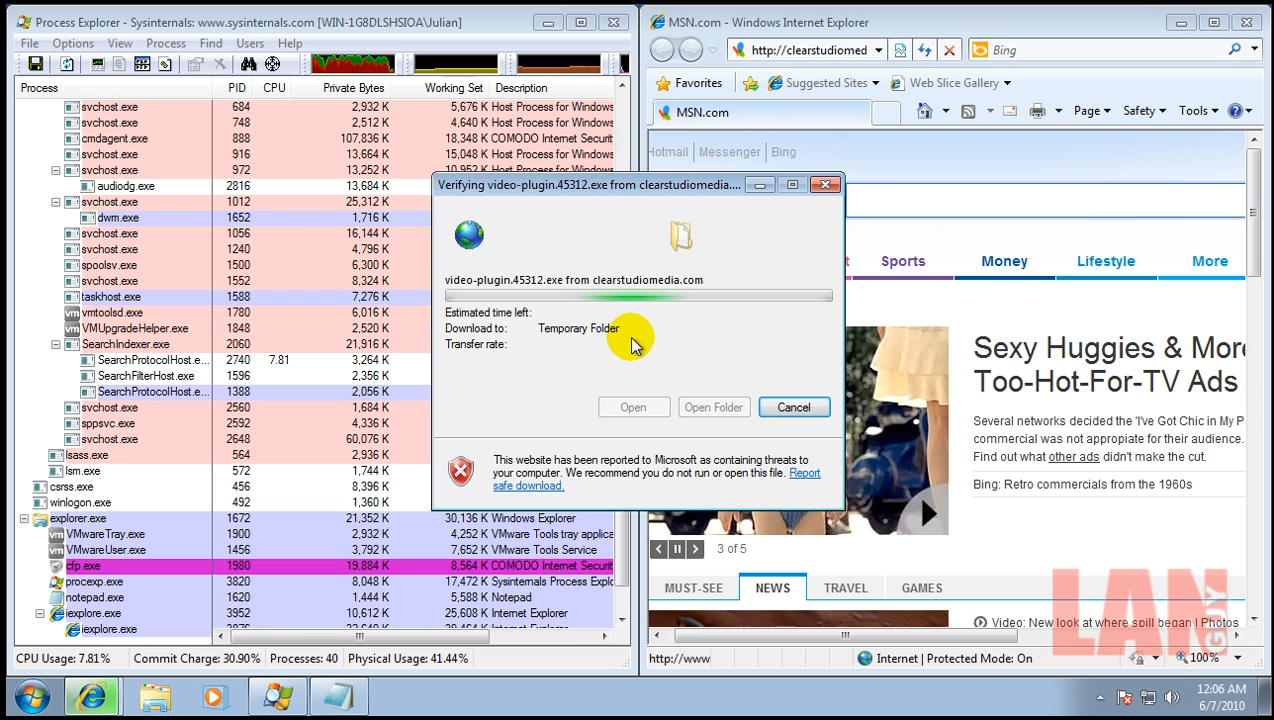 Process Explorer - Sysinternals: www.sysinternals.com [WIN-1G8DLSHSIOA\Julian]
File Options View Process Find Users Help
Process PID CPU Private Bytes Working Set Description
svchost.exe 684 2,932 K 5,676 K Host Process for Windows
svchost.exe 748 2,512 K 4,640 K Host Process for Windows
cmdagent.exe 888 107,836 K 18,348 K COMODO Internet Securit
svchost.exe 916 13,664 K 15,048 K Host Process for Windows
svchost.exe 972 13,252 K 10,952 K Host Process for Windows
audiodg.exe 2816 13,684 K
svchost.exe 1012 25,312 K
dwm.exe 1652 1,716 K
svchost.exe 1056 16,144 K
svchost.exe 1240 4,796 K
spoolsv.exe 1500 6,300 K
svchost.exe 1552 8,324 K
taskhost.exe 1588 7,276 K
vmtoolsd.exe 1780 6,016 K
VMUpgradeHelper.exe 1848 2,520 K
SearchIndexer.exe 2060 21,916 K
SearchProtocolHost.e... 2740 7.81 3,264 K
SearchFilterHost.exe 1596 2,356 K
SearchProtocolHost.e... 1388 2,056 K
svchost.exe 2560 1,684 K
sppsvc.exe 2592 4,336 K
svchost.exe 2648 60,076 K
lsass.exe 564 2,936 K
lsm.exe 572 1,744 K
csrss.exe 456 8,396 K
winlogon.exe 492 1,360 K
explorer.exe 1672 21,352 K 30,136 K Windows Explorer
VMwareTray.exe 1900 2,932 K 4,252 K VMware Tools tray applica
VMwareUser.exe 1456 3,792 K 7,652 K VMware Tools Service
cfp.exe 1980 19,884 K 8,564 K COMODO Internet Securit
procexp.exe 3820 8,048 K 17,472 K Sysinternals Process Explo
notepad.exe 1620 1,444 K 5,588 K Notepad
iexplore.exe 3952 10,612 K 25,608 K Internet Explorer
iexplore.exe
CPU Usage: 7.81% Commit Charge: 30.90% Processes: 40 Physical Usage: 41.44%
Verifying video-plugin.45312.exe from clearstudiomedia....
video-plugin.45312.exe from clearstudiomedia.com
Estimated time left:
Download to: Temporary Folder
Transfer rate:
Open Open Folder Cancel
This website has been reported to Microsoft as containing threats to
your computer. We recommend you do not run or open this file. Report
safe download.
MSN.com - Windows Internet Explorer
http://clearstudiomed Bing
Favorites Suggested Sites Web Slice Gallery
MSN.com Page Safety Tools
Hotmail Messenger Bing
Sports Money Lifestyle More
Sexy Huggies & More
Too-Hot-For-TV Ads
Several networks decided the 'I've Got Chic in My P
commercial was not appropiate for their audience.
Find out what other ads didn't make the cut.
Bing: Retro commercials from the 1960s
3 of 5
MUST-SEE NEWS TRAVEL GAMES
Video: New look at where spill began | Photos
http://www Internet | Protected Mode: On 100%
LAN
GUY
12:06 AM
6/7/2010